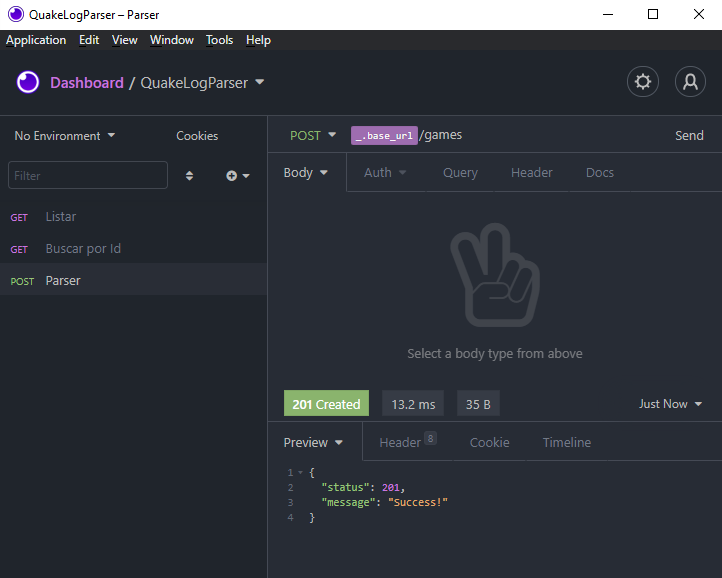 QuakeLogParser – Parser
Application Edit View Window Tools Help
Dashboard / QuakeLogParser
No Environment Cookies
Filter
GET Listar
GET Buscar por Id
POST Parser
POST _.base_url/games Send
Body Auth Query Header Docs
Select a body type from above
201 Created 13.2 ms 35 B Just Now
Preview Header 8 Cookie Timeline
1 {
2 "status": 201,
3 "message": "Success!"
4 }